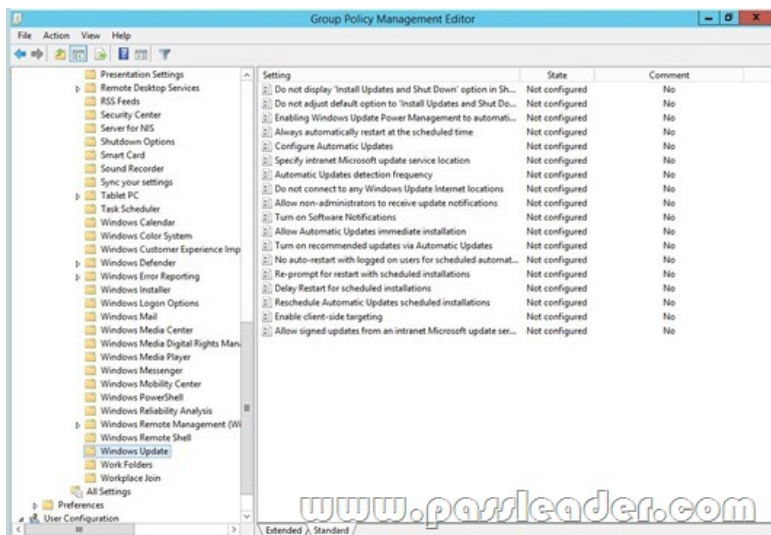 Group Policy Management Editor
File Action View Help
Presentation Settings
Remote Desktop Services
RSS Feeds
Security Center
Server for NIS
Shutdown Options
Smart Card
Sound Recorder
Sync your settings
Tablet PC
Task Scheduler
Windows Calendar
Windows Color System
Windows Customer Experience Imp
Windows Defender
Windows Error Reporting
Windows Installer
Windows Logon Options
Windows Mail
Windows Media Center
Windows Media Digital Rights Man
Windows Media Player
Windows Messenger
Windows Mobility Center
Windows PowerShell
Windows Reliability Analysis
Windows Remote Management (Wi
Windows Remote Shell
Windows Update
Work Folders
Workplace Join
All Settings
Preferences
User Configuration
Setting State Comment
Do not display 'Install Updates and Shut Down' option in Sh... Not configured No
Do not adjust default option to 'Install Updates and Shut Do... Not configured No
Enabling Windows Update Power Management to automati... Not configured No
Always automatically restart at the scheduled time Not configured No
Configure Automatic Updates Not configured No
Specify intranet Microsoft update service location Not configured No
Automatic Updates detection frequency Not configured No
Do not connect to any Windows Update Internet locations Not configured No
Allow non-administrators to receive update notifications Not configured No
Turn on Software Notifications Not configured No
Allow Automatic Updates immediate installation Not configured No
Turn on recommended updates via Automatic Updates Not configured No
No auto-restart with logged on users for scheduled automat... Not configured No
Re-prompt for restart with scheduled installations Not configured No
Delay Restart for scheduled installations Not configured No
Reschedule Automatic Updates scheduled installations Not configured No
Enable client-side targeting Not configured No
Allow signed updates from an intranet Microsoft update ser... Not configured No
Extended Standard
www.passleader.com